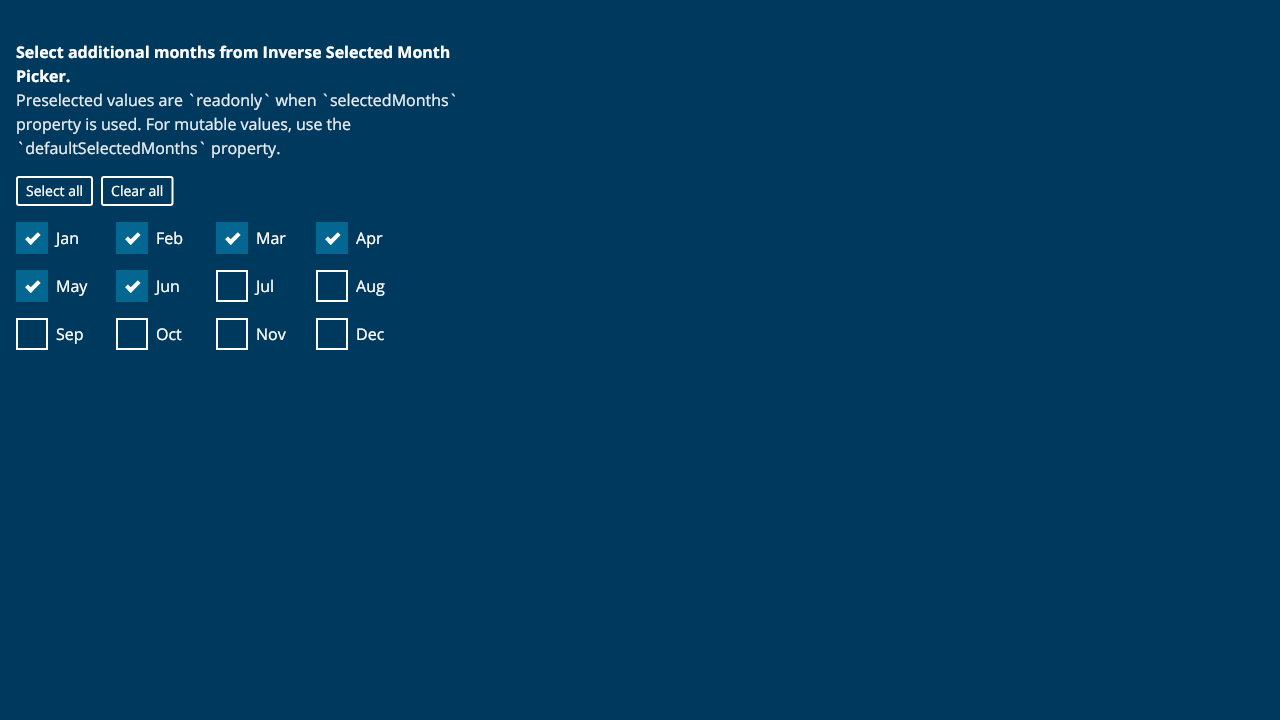 Select additional months from Inverse Selected Month
Picker.
Preselected values are `readonly` when `selectedMonths`
property is used. For mutable values, use the
`defaultSelectedMonths` property.
Select all Clear all
Jan Feb Mar Apr
May Jun Jul Aug
Sep Oct Nov Dec